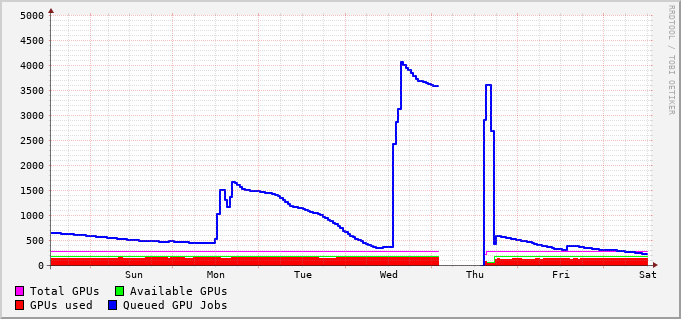 5000
4500
4000
3500
3000
2500
2000
1500
1000
500
0
Sun Mon Tue Wed Thu Fri Sat
Total GPUs Available GPUs
GPUs used Queued GPU Jobs
RRDTOOL / TOBI OETIKER